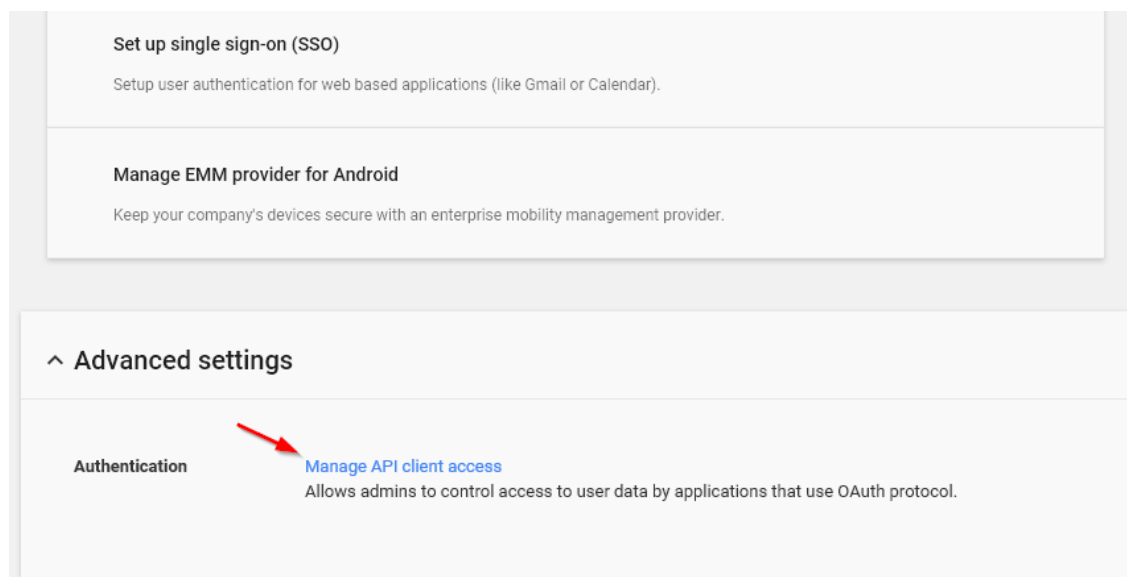 Set up single sign-on (SSO)
Setup user authentication for web based applications (like Gmail or Calendar).
Manage EMM provider for Android
Keep your company's devices secure with an enterprise mobility management provider.
Advanced settings
Authentication
Manage API client access
Allows admins to control access to user data by applications that use OAuth protocol.